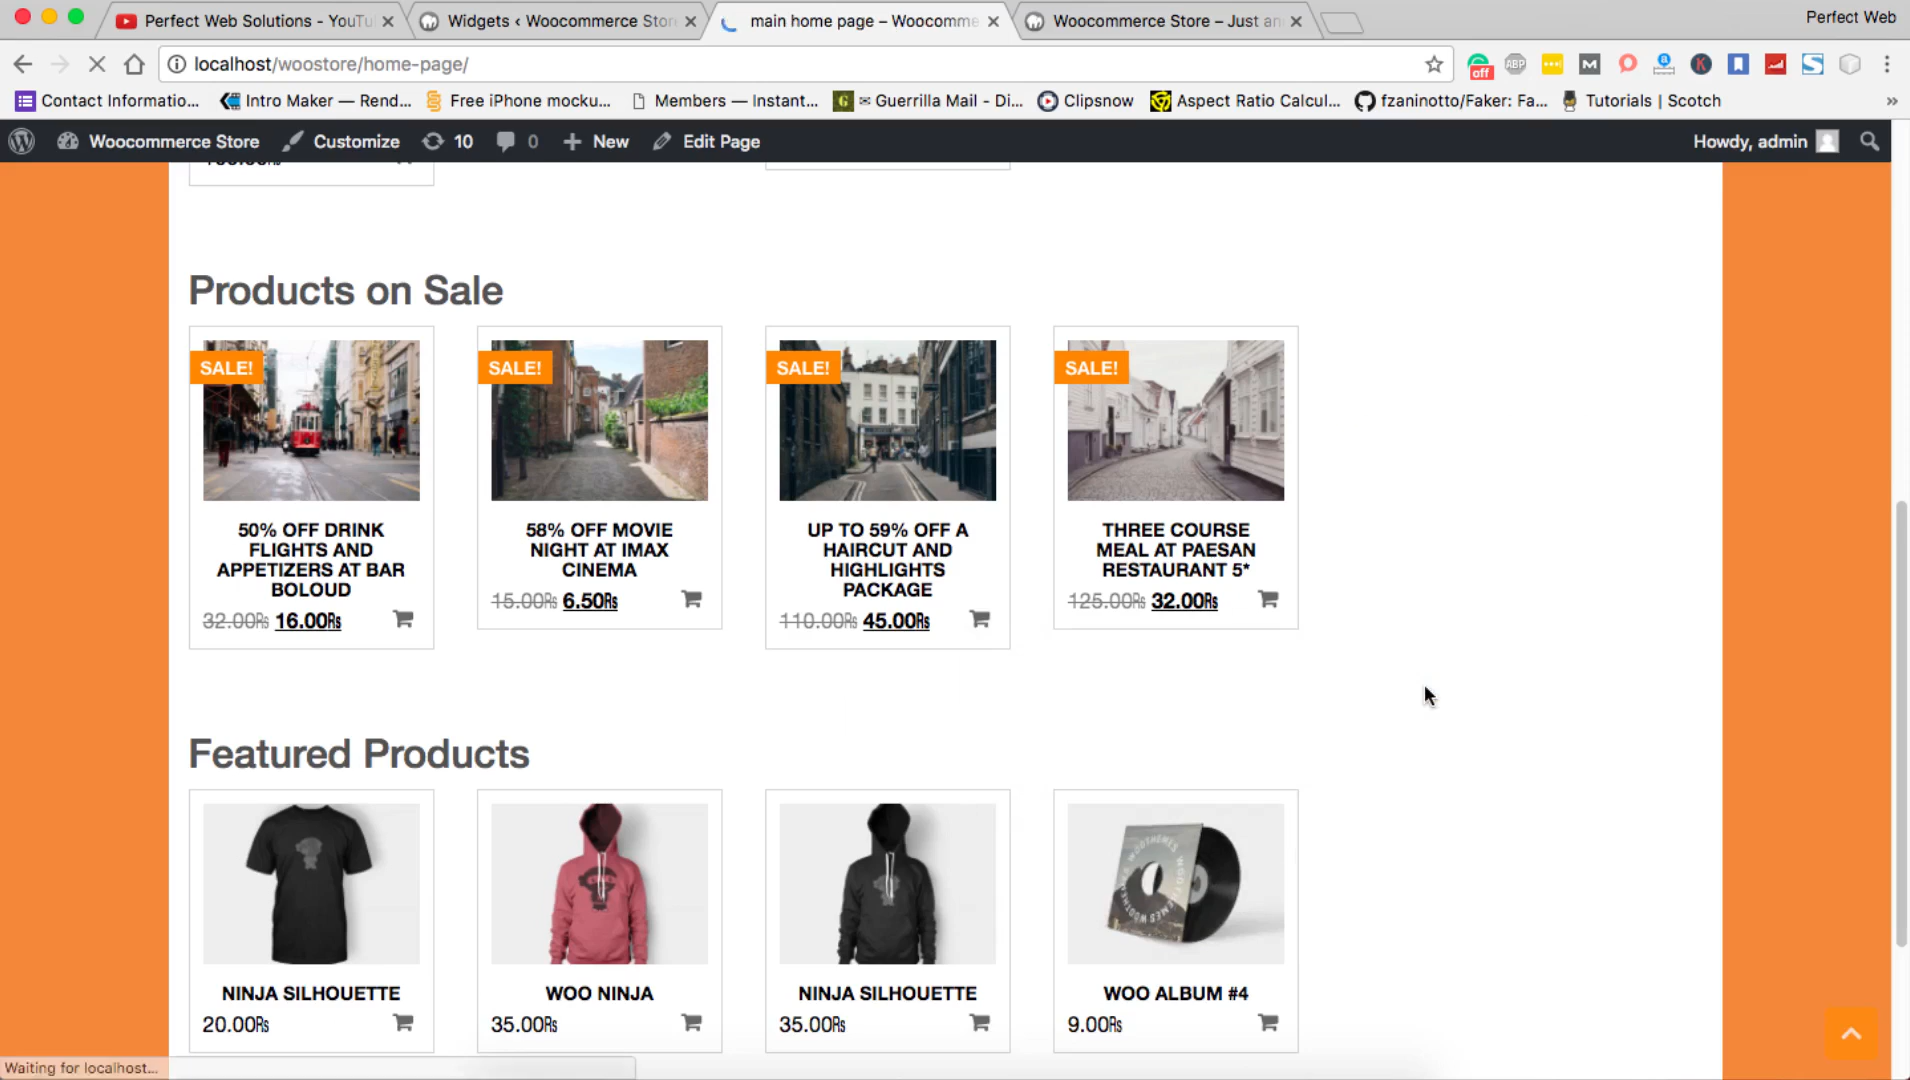 Perfect Web Solutions - YouTu
Widgets ‹ Woocommerce Stor
main home page – Woocomme
Woocommerce Store – Just an
Perfect Web
localhost/woostore/home-page/
off
ABP
M
K
S
Contact Informatio...
Intro Maker — Rend...
Free iPhone mocku...
Members — Instant...
G
Guerrilla Mail - Di...
Clipsnow
Aspect Ratio Calcul...
fzaninotto/Faker: Fa...
Tutorials | Scotch
»
Woocommerce Store
Customize
10
0
New
Edit Page
Howdy, admin
Products on Sale
SALE!
SALE!
SALE!
SALE!
50% OFF DRINK
FLIGHTS AND
APPETIZERS AT BAR
BOLOUD
32.00₨ 16.00₨
58% OFF MOVIE
NIGHT AT IMAX
CINEMA
15.00₨ 6.50₨
UP TO 59% OFF A
HAIRCUT AND
HIGHLIGHTS
PACKAGE
110.00₨ 45.00₨
THREE COURSE
MEAL AT PAESAN
RESTAURANT 5*
125.00₨ 32.00₨
Featured Products
NINJA SILHOUETTE
20.00₨
WOO NINJA
35.00₨
NINJA SILHOUETTE
35.00₨
WOO ALBUM #4
9.00₨
Waiting for localhost...